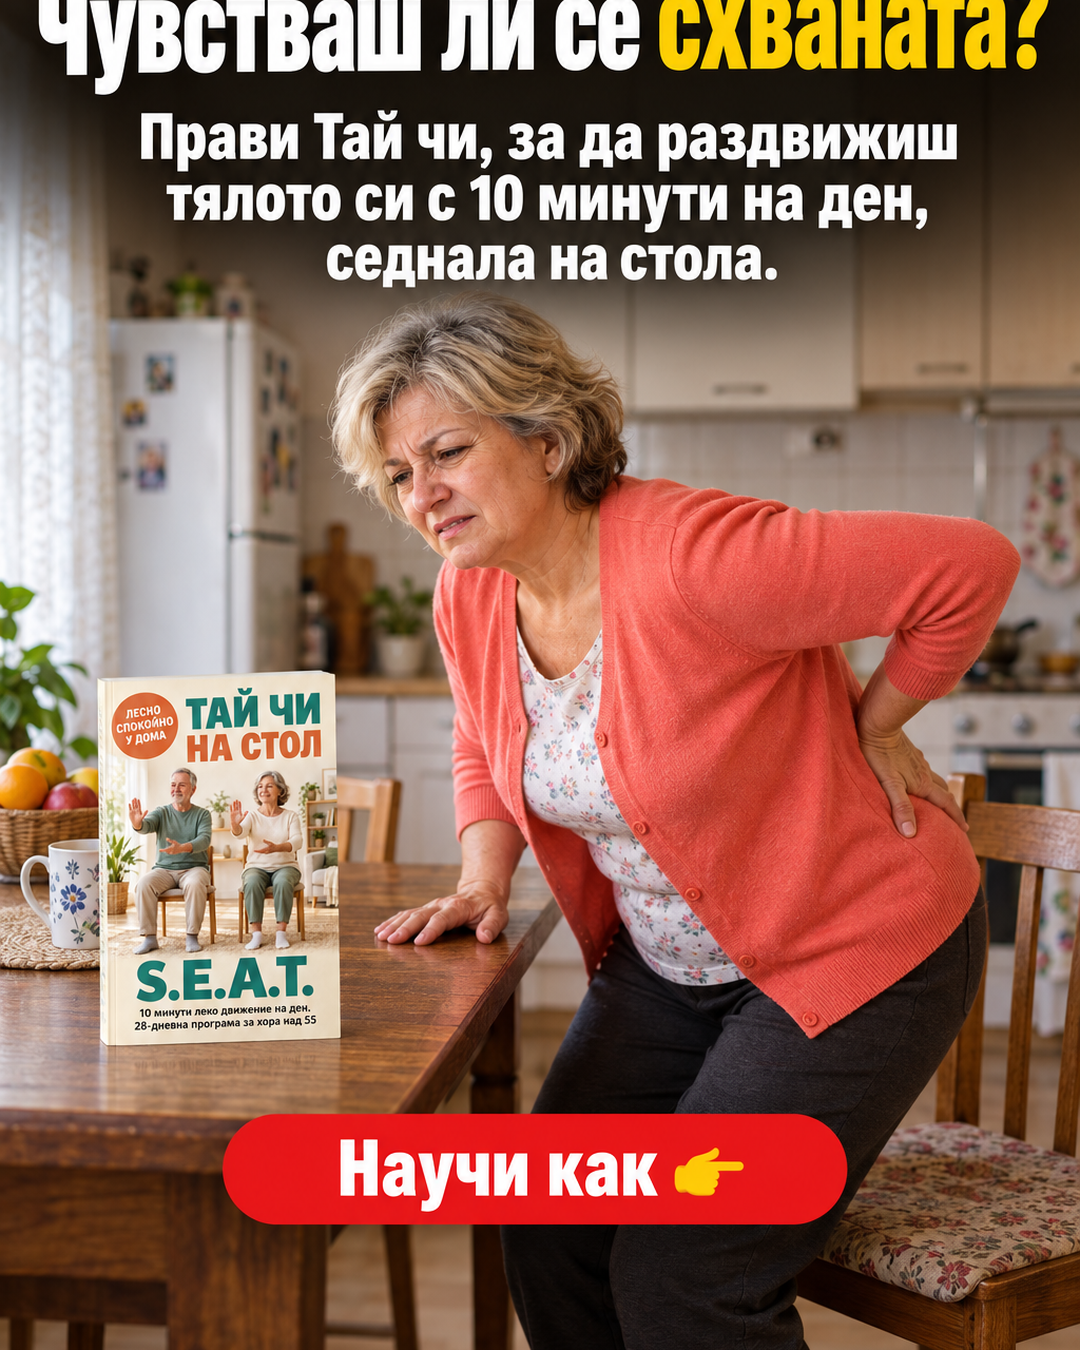 Чувстваш ли се схваната?
Прави Тай чи, за да раздвижиш
тялото си с 10 минути на ден,
седнала на стола.
ЛЕСНО
СПОКОЙНО
У ДОМА
ТАЙ ЧИ
НА СТОЛ
S.E.A.T.
10 минути леко движение на ден.
28-дневна програма за хора над 55
Научи как 👉